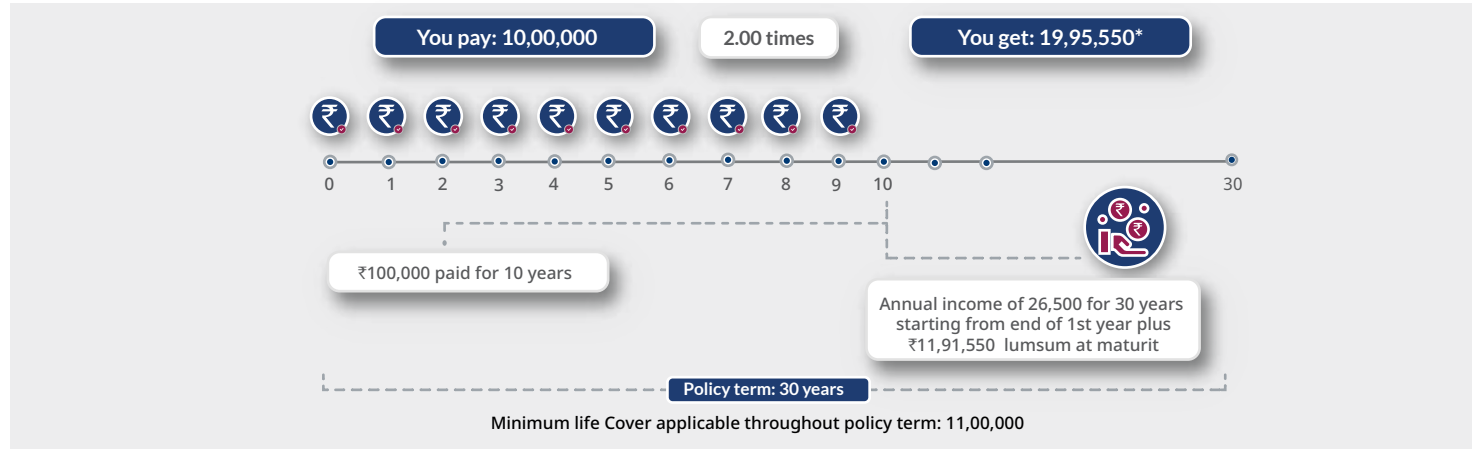 You pay: 10,00,000
2.00 times
You get: 19,95,550*
₹ ₹ ₹ ₹ ₹ ₹ ₹ ₹ ₹ ₹
0 1 2 3 4 5 6 7 8 9 10 30
₹ ₹
₹100,000 paid for 10 years
Annual income of 26,500 for 30 years
starting from end of 1st year plus
₹11,91,550 lumsum at maturit
Policy term: 30 years
Minimum life Cover applicable throughout policy term: 11,00,000